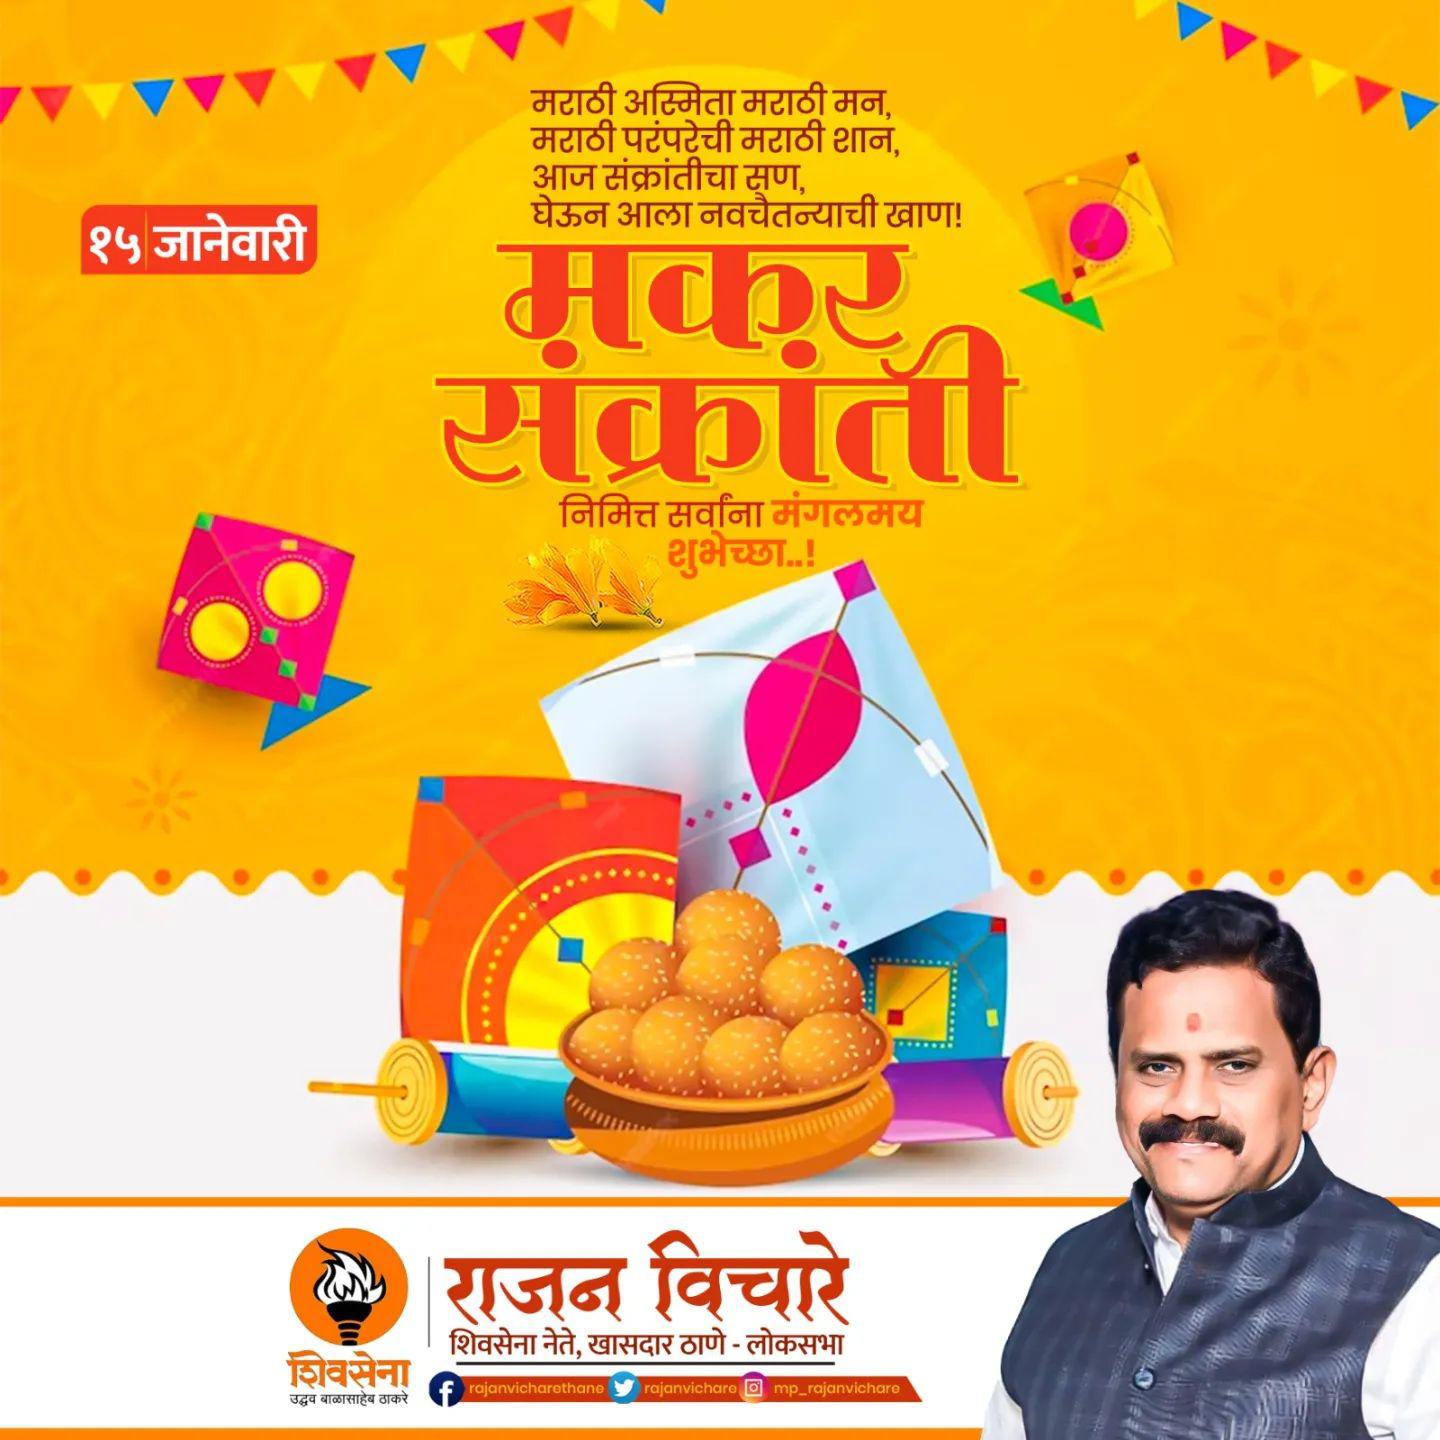 मराठी अस्मिता मराठी मन,
मराठी परंपरेची मराठी शान,
आज संक्रांतीचा सण,
घेऊन आला नवचैतन्याची खाण!
१५ जानेवारी
मकर
संक्रांती
निमित्त सर्वांना मंगलमय
शुभेच्छा..!
शिवसेना
उद्धव बाळासाहेब ठाकरे
राजन विचारे
शिवसेना नेते, खासदार ठाणे - लोकसभा
rajanvicharethane rajanvichare mp_rajanvichare